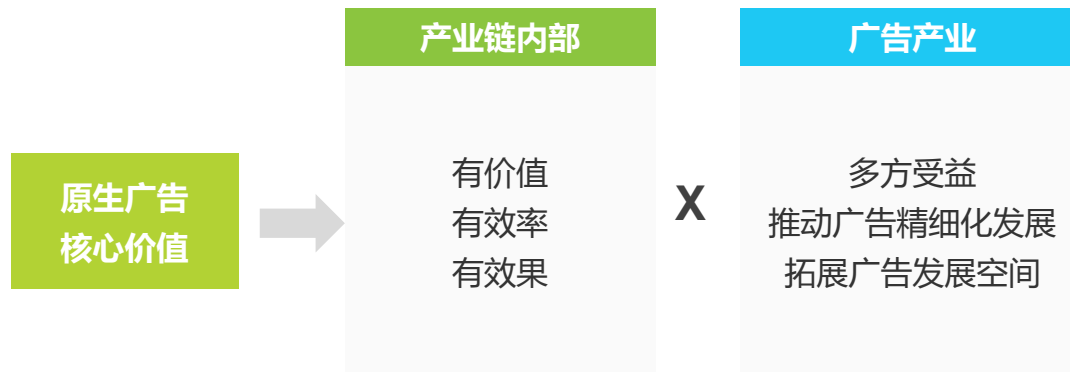 原生广告
核心价值
产业链内部
有价值
有效率
有效果
X
广告产业
多方受益
推动广告精细化发展
拓展广告发展空间